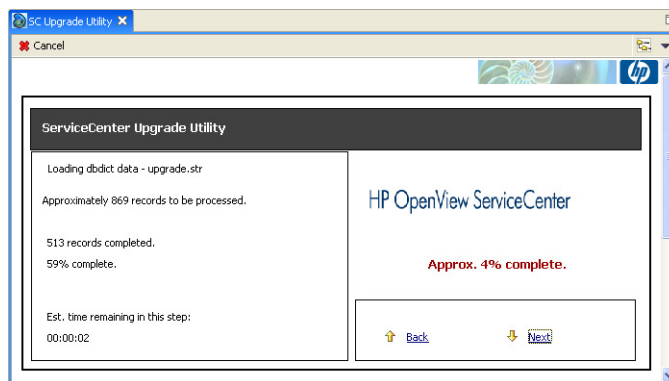 SC Upgrade Utility
Cancel
hp
ServiceCenter Upgrade Utility
Loading dbdict data - upgrade.str
Approximately 869 records to be processed.
513 records completed.
59% complete.
Est. time remaining in this step:
00:00:02
HP OpenView ServiceCenter
Approx. 4% complete.
Back
Next